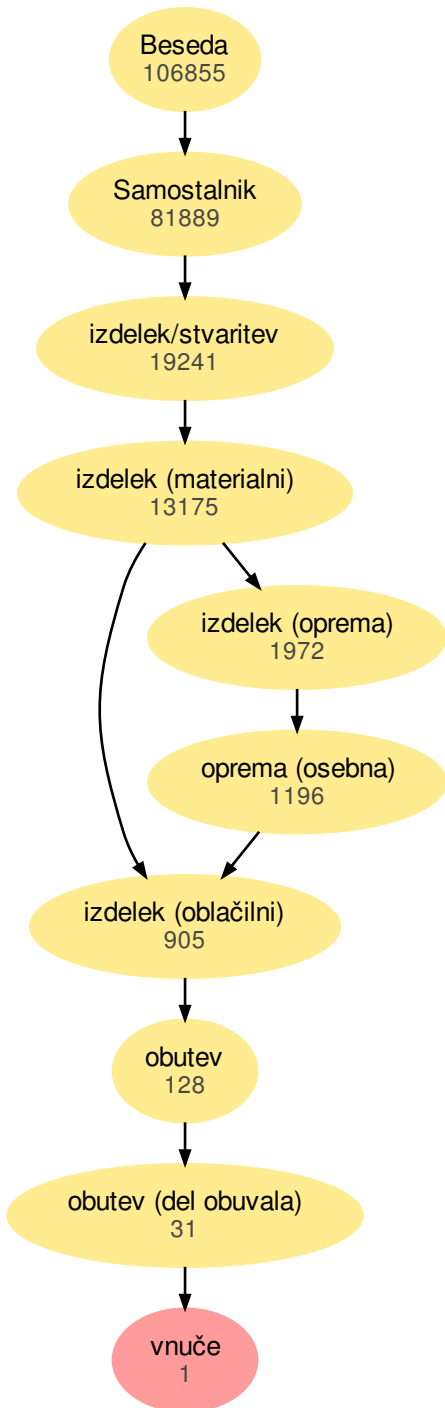 Beseda
106855
Samostalnik
81889
izdelek/stvaritev
19241
izdelek (materialni)
13175
izdelek (oprema)
1972
oprema (osebna)
1196
izdelek (oblačilni)
905
obutev
128
obutev (del obuvala)
31
vnuče
1